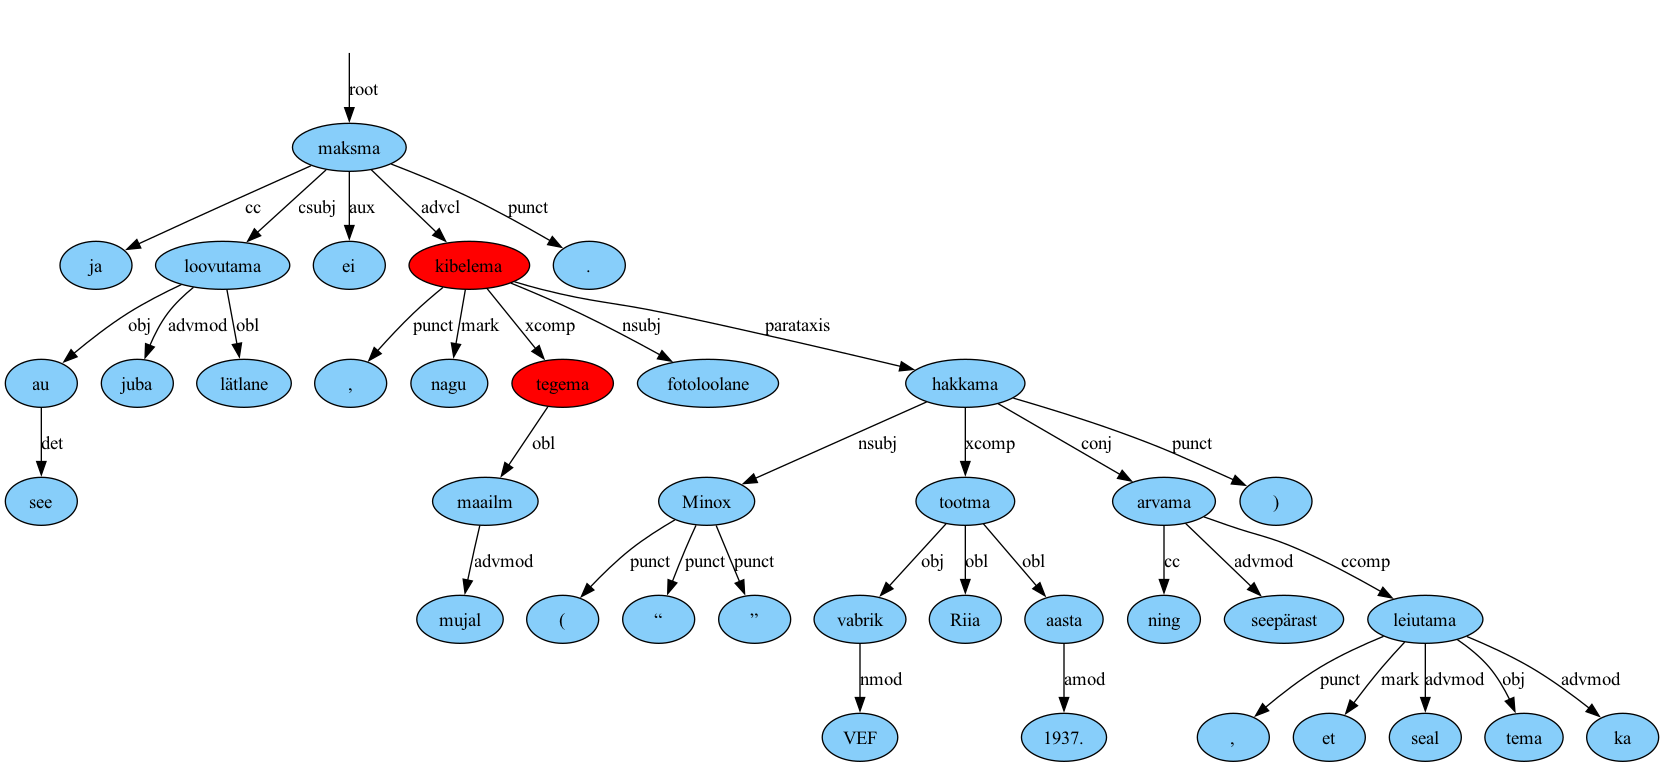 root
maksma
cc csubj aux advcl punct
ja loovutama ei kibelema .
obj advmod obl punct mark xcomp nsubj parataxis
au juba lätlane , nagu tegema fotoloolane hakkama
det obl nsubj xcomp conj punct
see maailm Minox tootma arvama )
advmod punct punct punct obj obl obl cc advmod ccomp
mujal ( “ ” vabrik Riia aasta ning seepärast leiutama
nmod amod punct mark advmod obj advmod
VEF 1937. , et seal tema ka